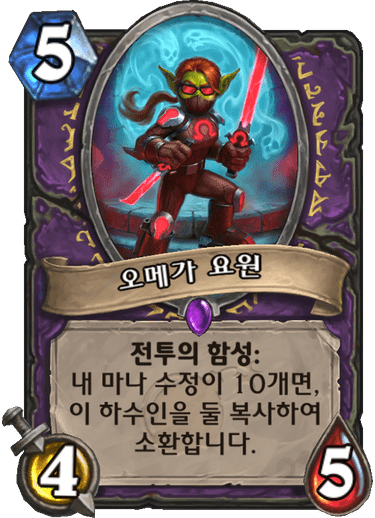 5
오메가 요원
전투의 함성:
내 마나 수정이 10개면,
이 하수인을 둘 복사하여
소환합니다.
4
5